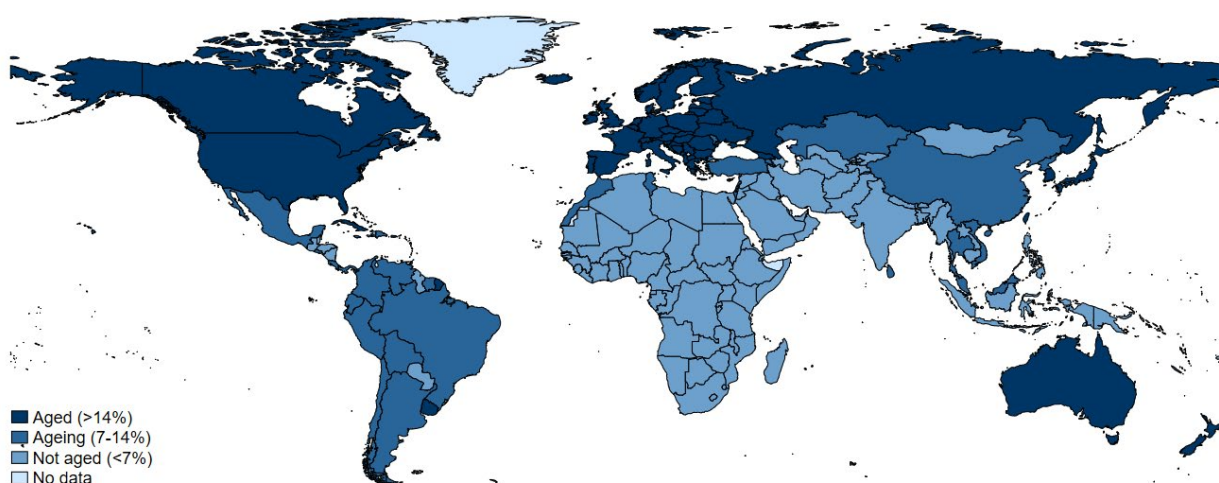 Aged (>14%)
Ageing (7-14%)
Not aged (<7%)
No data